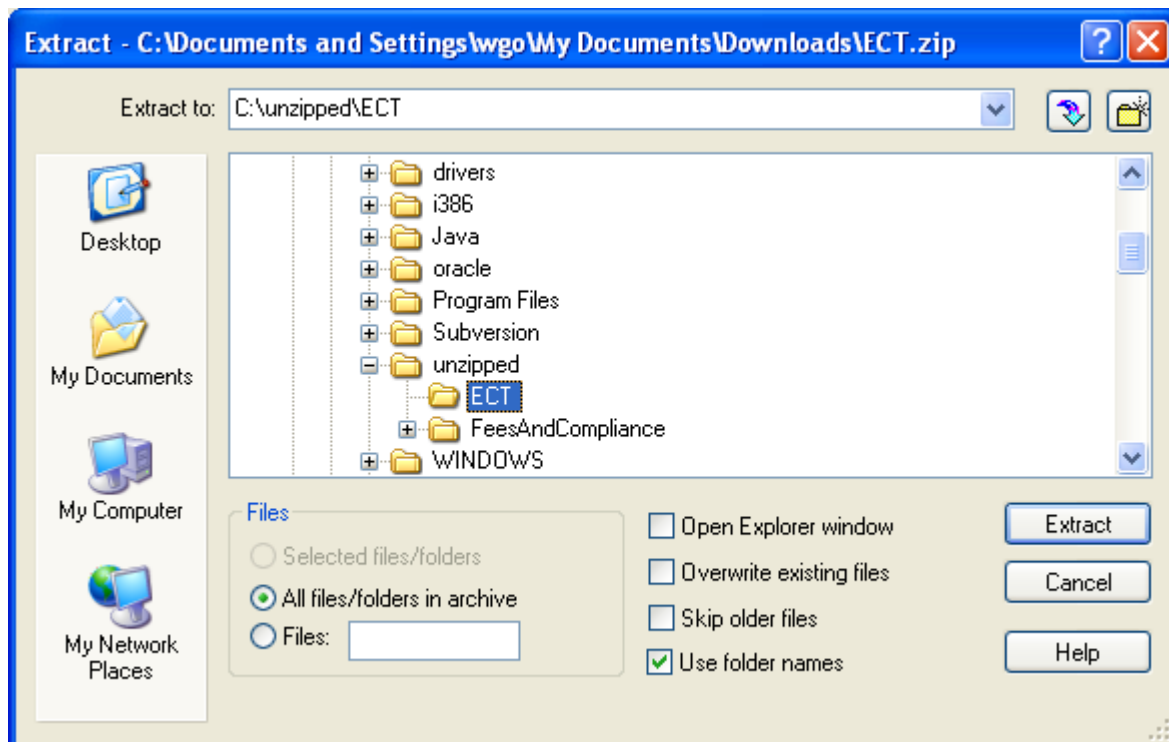 Extract - C:\Documents and Settings\wgo\My Documents\Downloads\ECT.zip
Extract to: C:\unzipped\ECT
Desktop
My Documents
My Computer
My Network
Places
drivers
i386
Java
oracle
Program Files
Subversion
unzipped
ECT
FeesAndCompliance
WINDOWS
Files
Selected files/folders
All files/folders in archive
Files:
Open Explorer window
Overwrite existing files
Skip older files
Use folder names
Extract
Cancel
Help